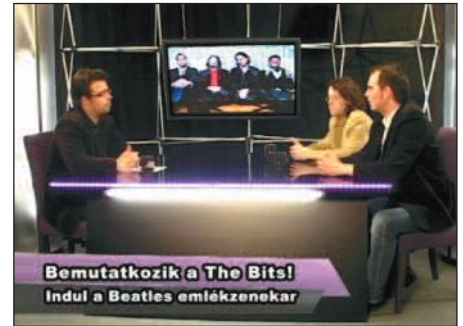 Bemutatkozik a The Bits!
Indul a Beatles emlékzenekar